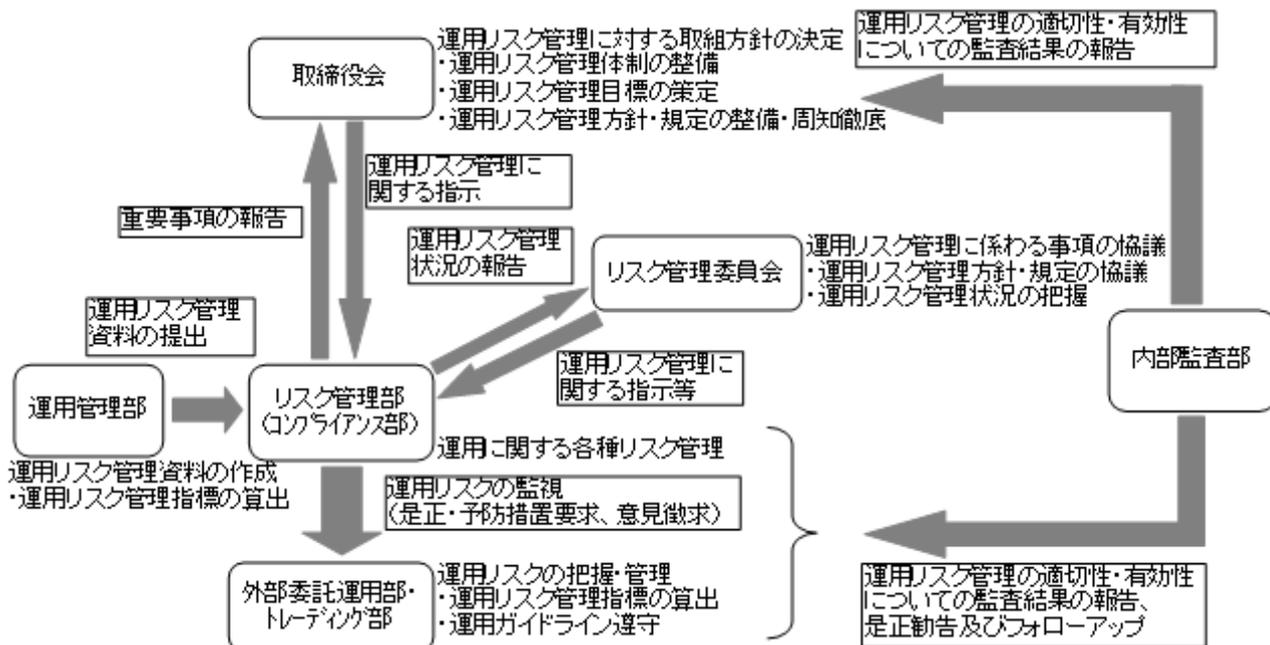 運用リスク管理に対する取組方針の決定
・運用リスク管理体制の整備
・運用リスク管理目標の策定
・運用リスク管理方針・規定の整備・周知徹底
取締役会
運用リスク管理の適切性・有効性
についての監査結果の報告
運用リスク管理に
関する指示
重要事項の報告
運用リスク管理
状況の報告
リスク管理委員会
運用リスク管理に係わる事項の協議
・運用リスク管理方針・規定の協議
・運用リスク管理状況の把握
運用リスク管理
資料の提出
運用リスク管理に
関する指示等
内部監査部
運用管理部
リスク管理部
(コンプライアンス部)
運用に関する各種リスク管理
運用リスク管理資料の作成
・運用リスク管理指標の算出
運用リスクの監視
(是正・予防措置要求、意見徴求)
外部委託運用部・
トレーディング部
運用リスクの把握・管理
・運用リスク管理指標の算出
・運用ガイドライン遵守
運用リスク管理の適切性・有効性
についての監査結果の報告、
是正勧告及びフォローアップ